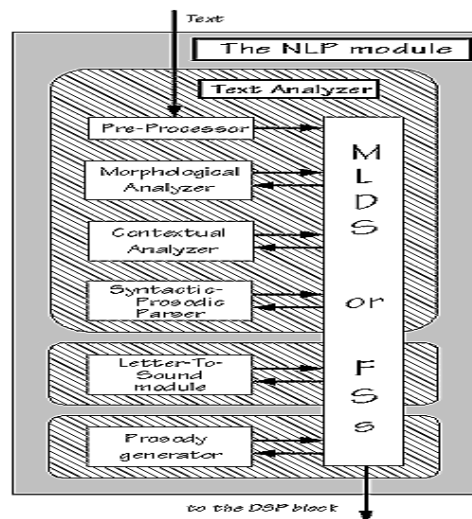 Text
The NLP module
Text Analyzer
Pre-Processor
Morphological
Analyzer
Contextual
Analyzer
Syntactic-
Prosodic
Parser
Letter-To-
Sound
module
Prosody
generator
M
L
D
S
or
F
S
s
to the DSP block